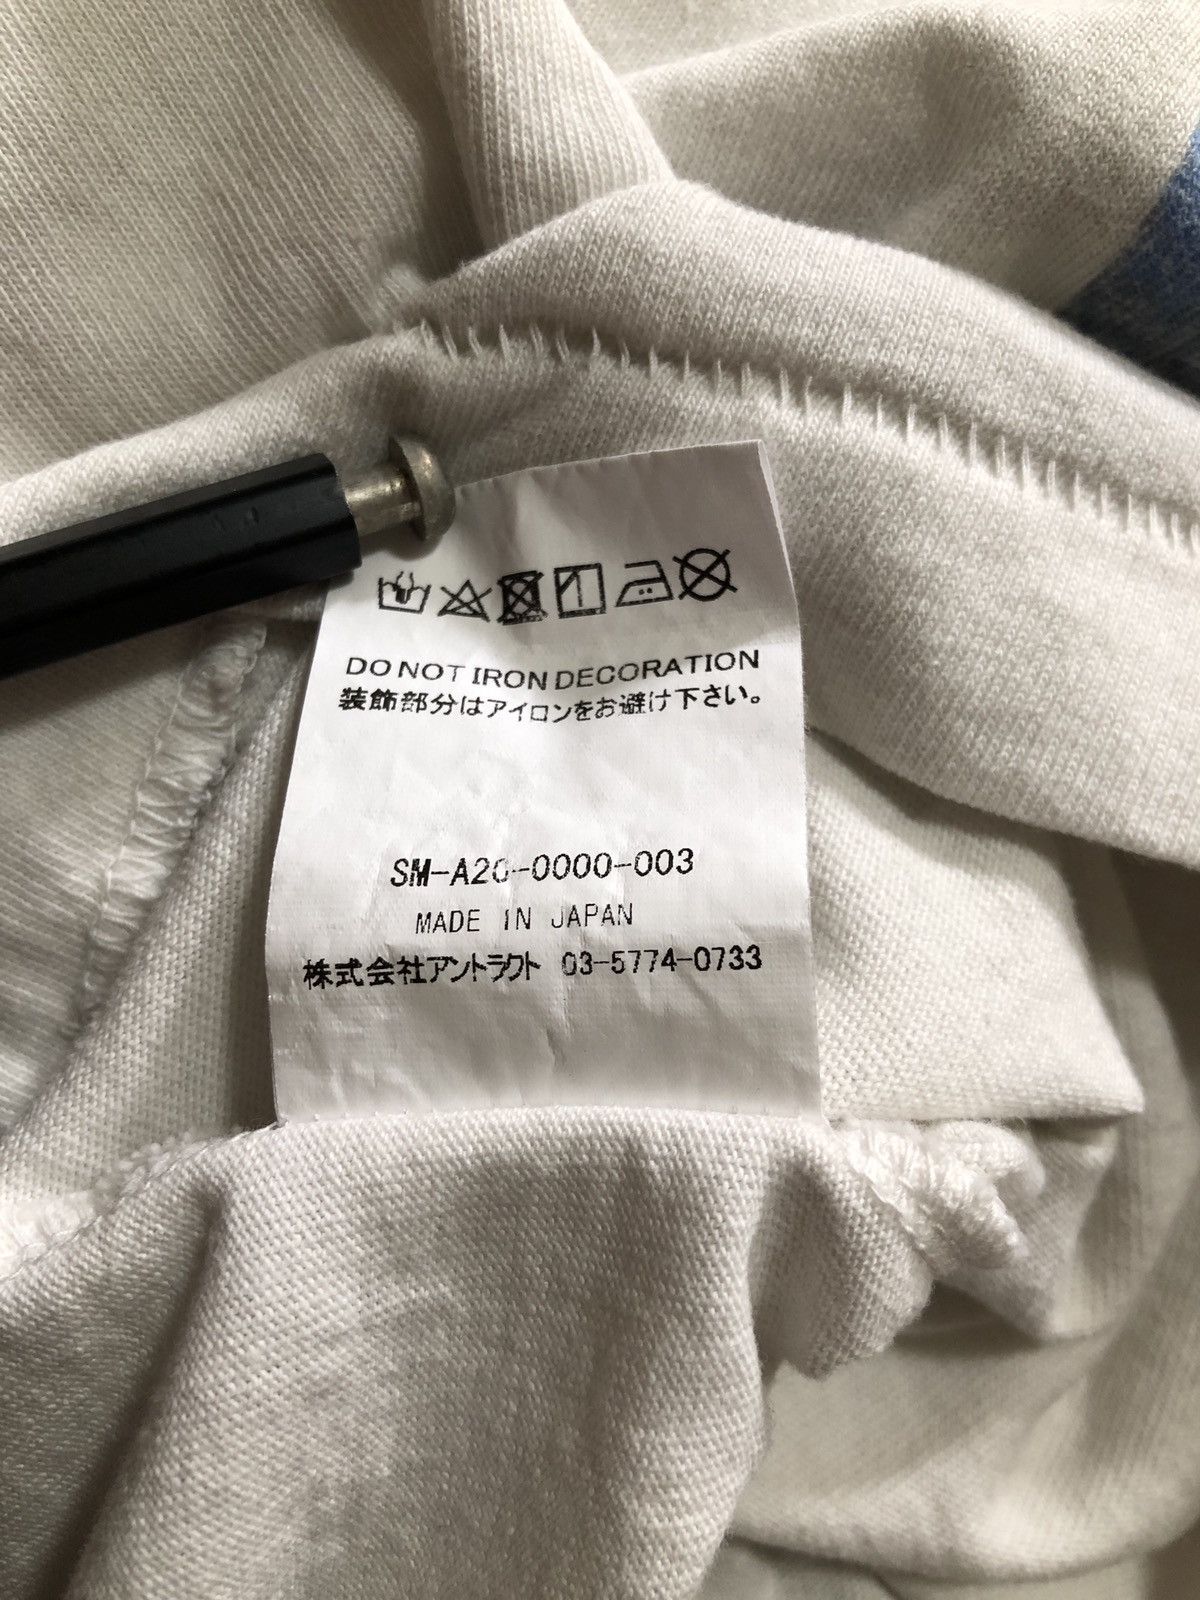 DO NOT IRON DECORATION
装飾部分はアイロンをお避け下さい。
SM-A20-0000-003
MADE IN JAPAN
株式会社アントラクト 03-5774-0733